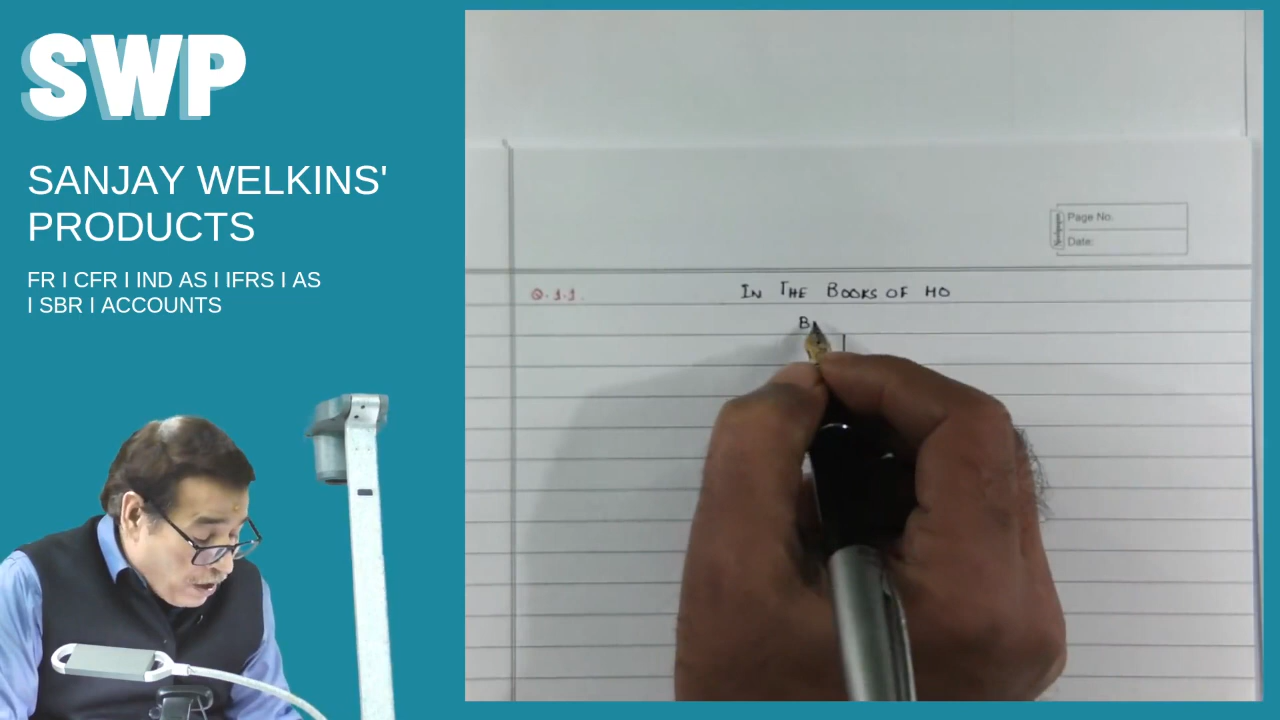 SWP
SANJAY WELKINS'
PRODUCTS
FR I CFR I IND AS I IFRS I AS
I SBR I ACCOUNTS
Page No.
Date:
Q.1.1.
IN THE BOOKS OF HO
B